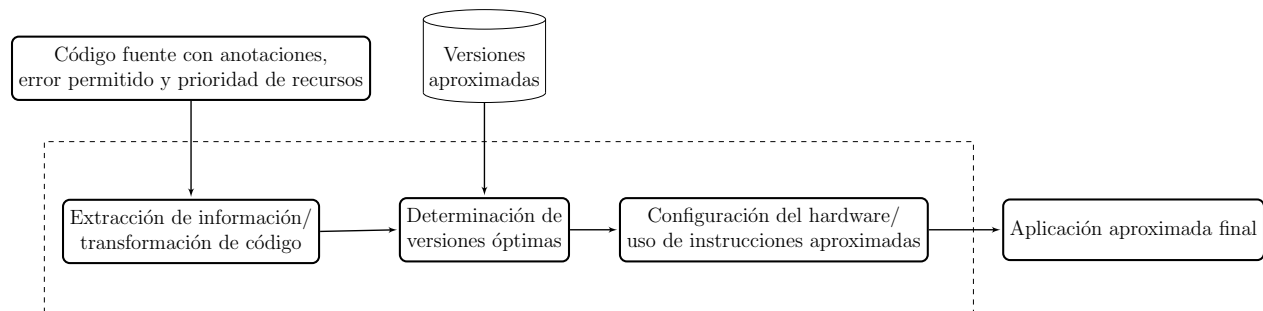 Código fuente con anotaciones,
error permitido y prioridad de recursos
Versiones
aproximadas
Extracción de información/
transformación de código
Determinación de
versiones óptimas
Configuración del hardware/
uso de instrucciones aproximadas
Aplicación aproximada final